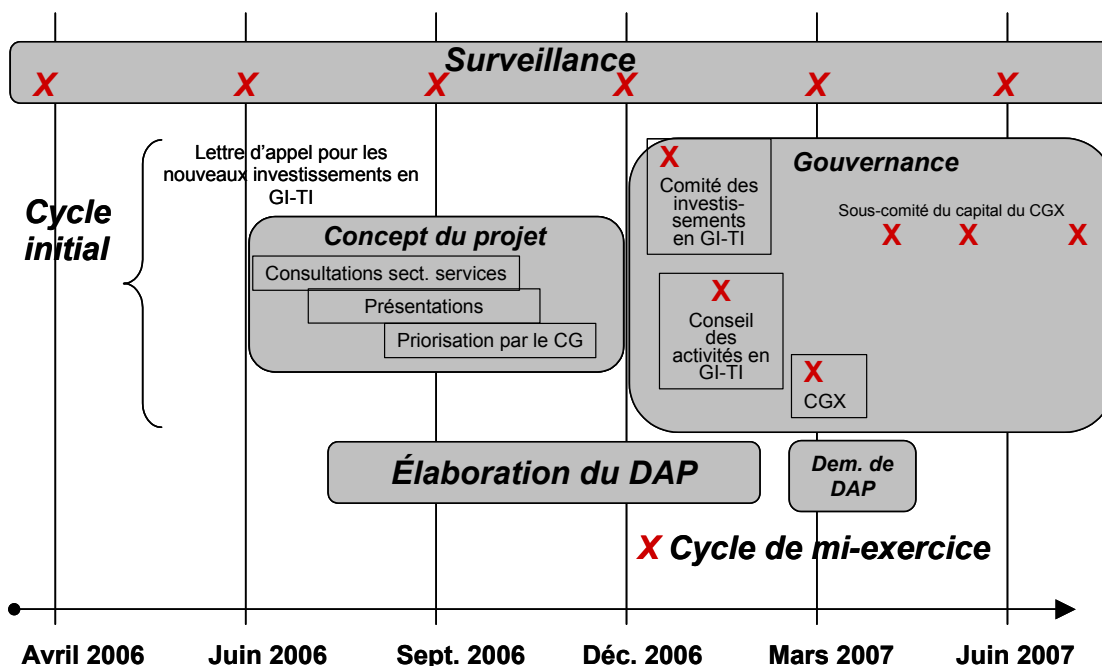 Surveillance
X X X X X X
Lettre d'appel pour les
nouveaux investissements en
GI-TI
Cycle
initial
Concept du projet
Consultations sect. services
Présentations
Priorisation par le CG
Gouvernance
X
Comité des
investis-
sements
en GI-TI
Sous-comité du capital du CGX
X X X
X
Conseil
des
activités en
GI-TI
X
CGX
Élaboration du DAP
Dem. de
DAP
X Cycle de mi-exercice
Avril 2006 Juin 2006 Sept. 2006 Déc. 2006 Mars 2007 Juin 2007